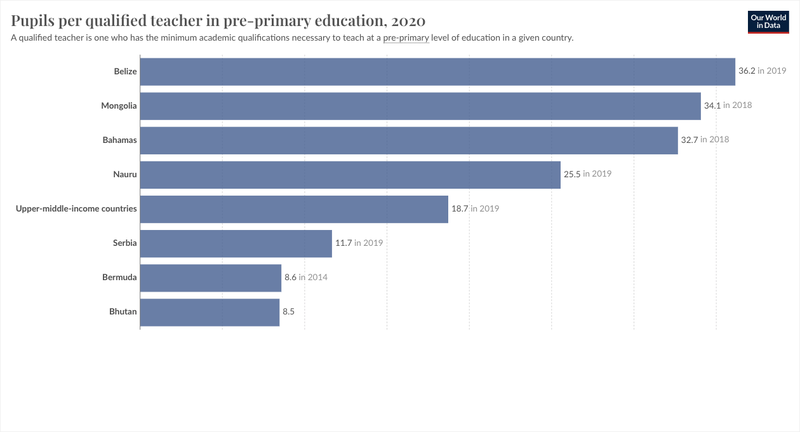 Pupils per qualified teacher in pre-primary education, 2020
Our World
in Data
A qualified teacher is one who has the minimum academic qualifications necessary to teach at a pre-primary level of education in a given country.
Belize 36.2 in 2019
Mongolia 34.1 in 2018
Bahamas 32.7 in 2018
Nauru 25.5 in 2019
Upper-middle-income countries 18.7 in 2019
Serbia 11.7 in 2019
Bermuda 8.6 in 2014
Bhutan 8.5